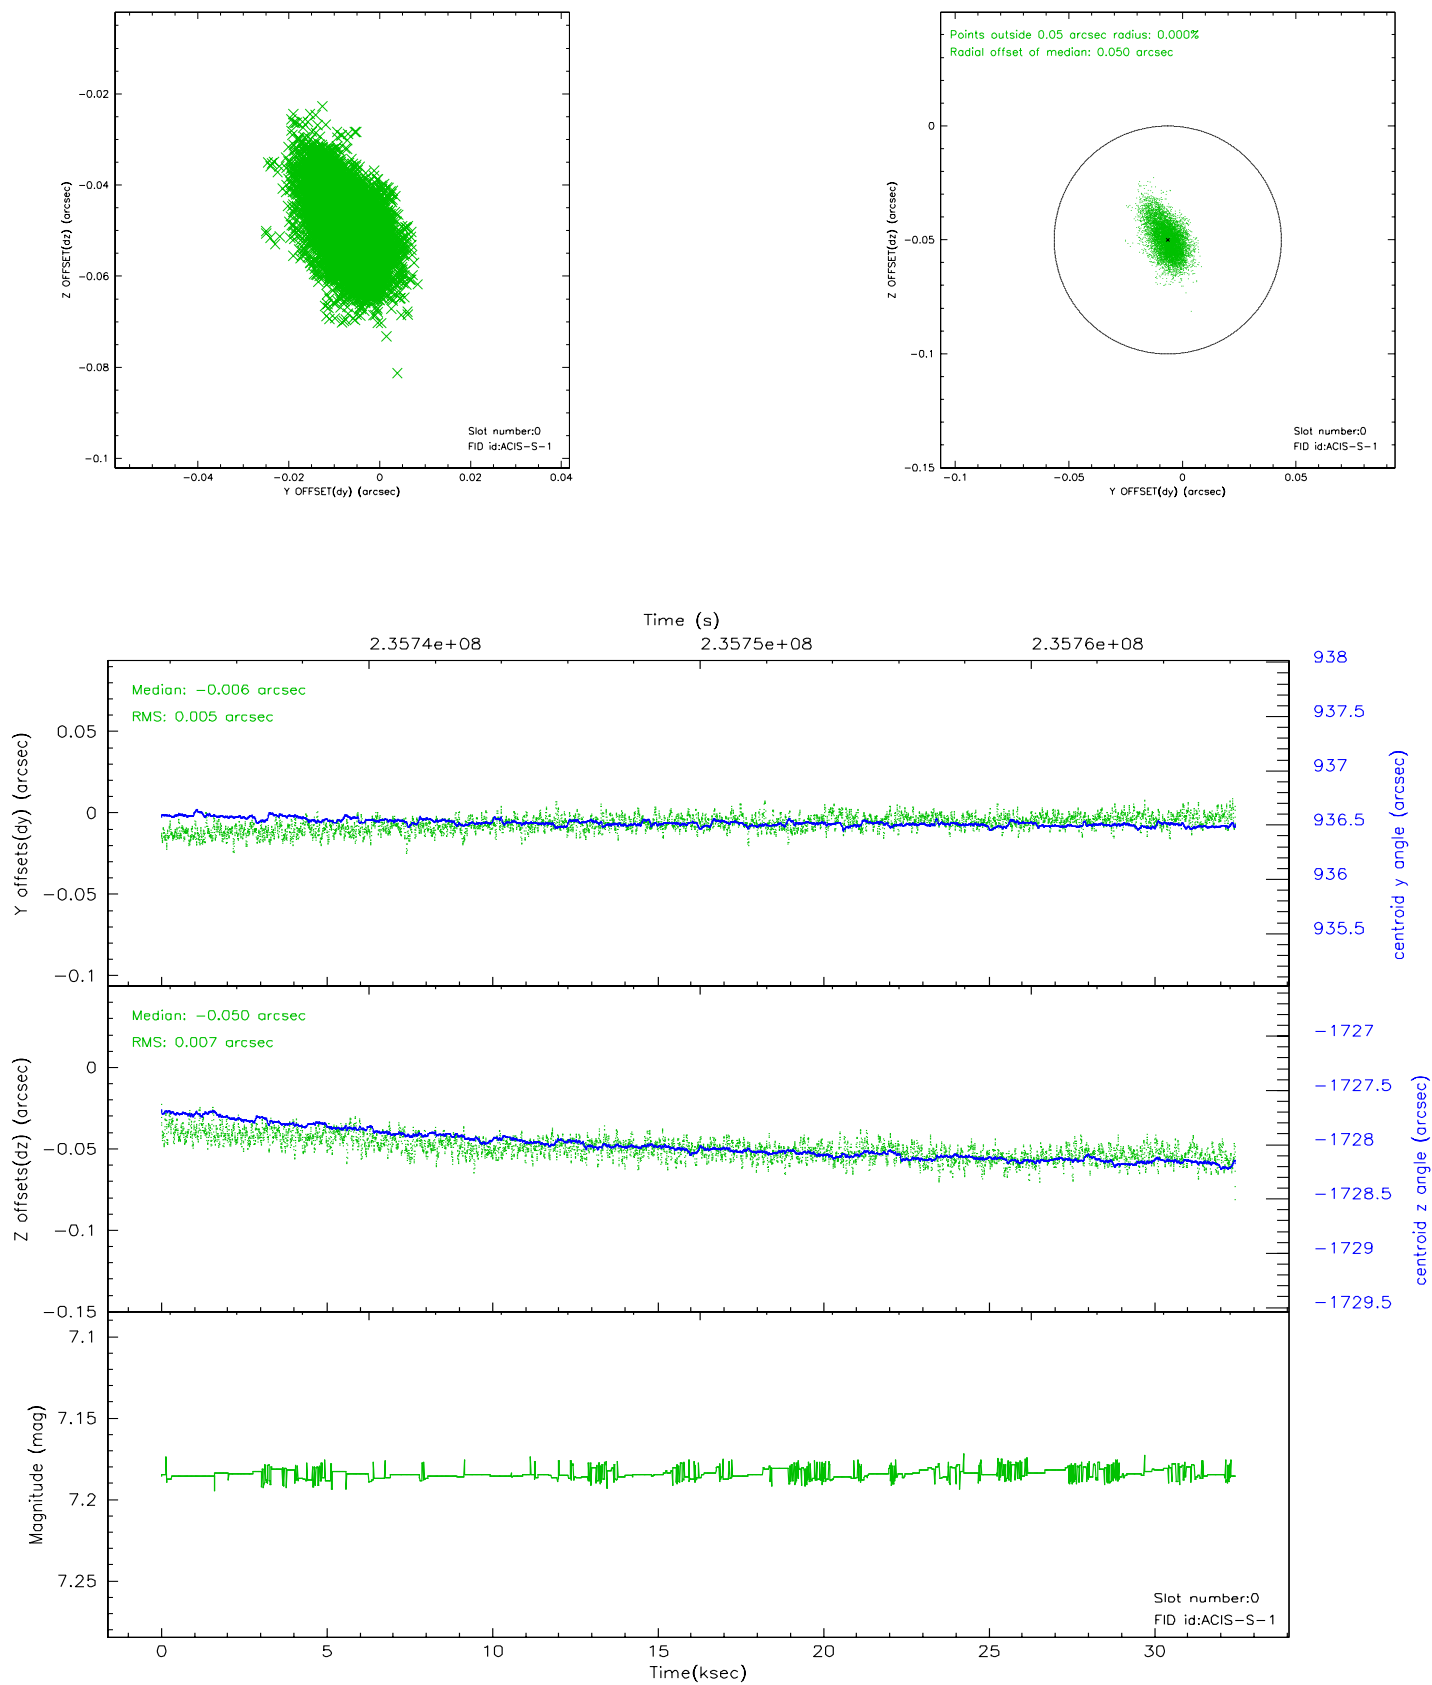 Points outside 0.05 arcsec radius: 0.000%
Radial offset of median: 0.050 arcsec
−0.02
−0.04
−0.06
−0.08
−0.1
Z OFFSET(dz) (arcsec)
Slot number:0
FID id:ACIS−S−1
−0.04
−0.02
0
0.02
0.04
Y OFFSET(dy) (arcsec)
0
−0.05
−0.1
−0.15
Z OFFSET(dz) (arcsec)
Slot number:0
FID id:ACIS−S−1
−0.1
−0.05
0
0.05
Y OFFSET(dy) (arcsec)
Time (s)
2.3574e+08
2.3575e+08
2.3576e+08
Median: −0.006 arcsec
RMS: 0.005 arcsec
0.05
0
−0.05
−0.1
Y offsets(dy) (arcsec)
938
937.5
937
936.5
936
935.5
centroid y angle (arcsec)
Median: −0.050 arcsec
RMS: 0.007 arcsec
0
−0.05
−0.1
−0.15
Z offsets(dz) (arcsec)
−1727
−1727.5
−1728
−1728.5
−1729
−1729.5
centroid z angle (arcsec)
7.1
7.15
7.2
7.25
Magnitude (mag)
Slot number:0
FID id:ACIS−S−1
0
5
10
15
20
25
30
Time(ksec)